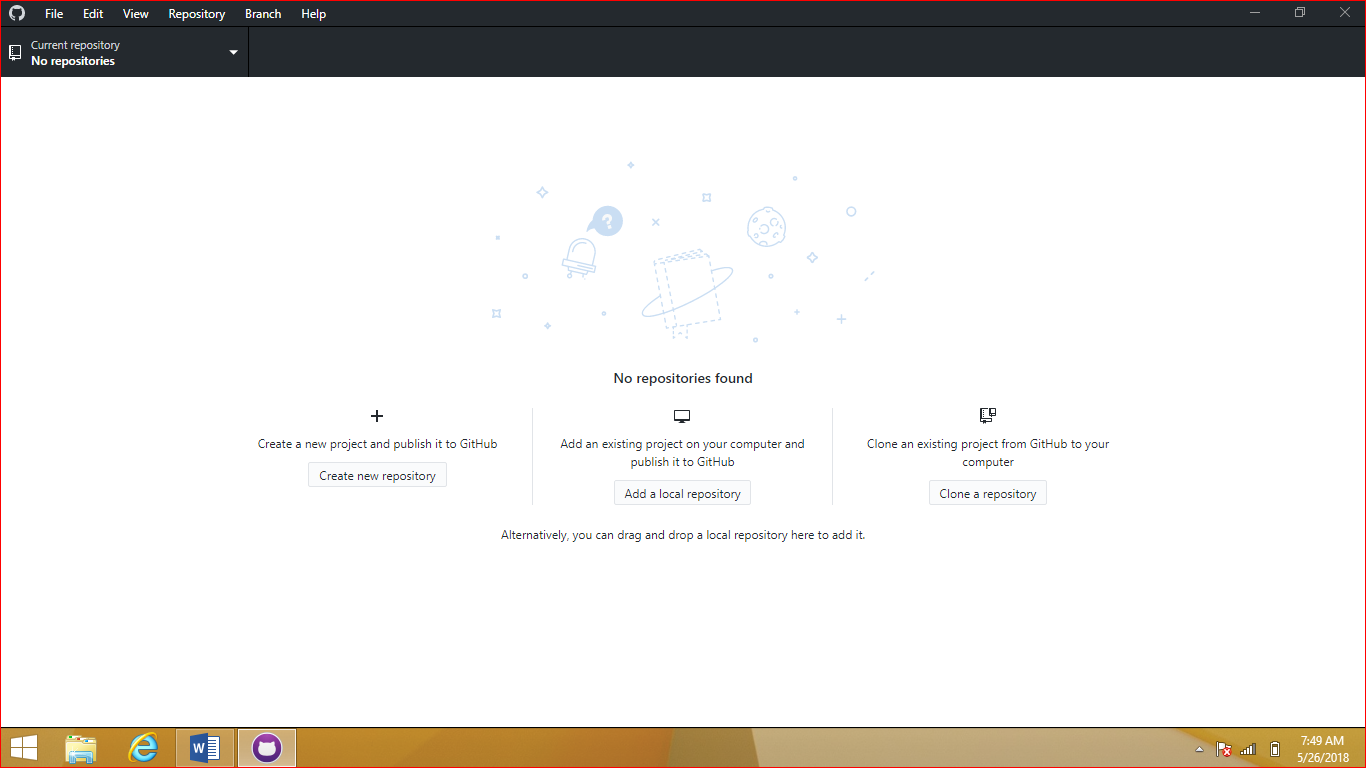 File Edit View Repository Branch Help
Current repository
No repositories
?
No repositories found
Create a new project and publish it to GitHub
Create new repository
Add an existing project on your computer and
publish it to GitHub
Add a local repository
Clone an existing project from GitHub to your
computer
Clone a repository
Alternatively, you can drag and drop a local repository here to add it.
7:49 AM
5/26/2018